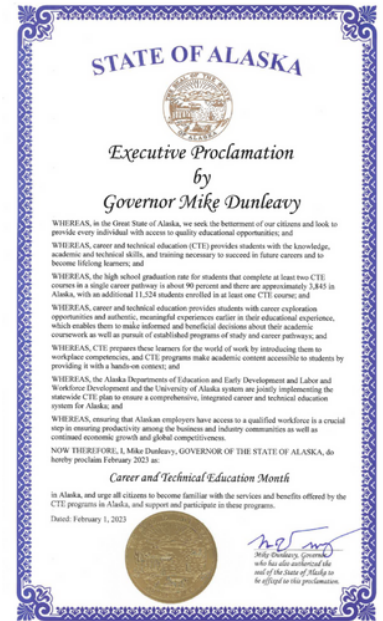 STATE OF ALASKA
THE SEAL OF THE STATE
OF ALASKA
Executive Proclamation
by
Governor Mike Dunleavy
WHEREAS, in the Great State of Alaska, we seek the betterment of our citizens and look to
provide every individual with access to quality educational opportunities; and
WHEREAS, career and technical education (CTE) provides students with the knowledge,
academic and technical skills, and training necessary to succeed in future careers and to
become lifelong learners; and
WHEREAS, the high school graduation rate for students that complete at least two CTE
courses in a single career pathway is about 90 percent and there are approximately 3,845 in
Alaska, with an additional 11,524 students enrolled in at least one CTE course; and
WHEREAS, career and technical education provides students with career exploration
opportunities and authentic, meaningful experiences earlier in their educational experience,
which enables them to make informed and beneficial decisions about their academic
coursework as well as pursuit of established programs of study and career pathways; and
WHEREAS, CTE prepares these learners for the world of work by introducing them to
workplace competencies, and CTE programs make academic content accessible to students by
providing it with a hands-on context; and
WHEREAS, the Alaska Departments of Education and Early Development and Labor and
Workforce Development and the University of Alaska system are jointly implementing the
statewide CTE plan to ensure a comprehensive, integrated career and technical education
system for Alaska; and
WHEREAS, ensuring that Alaskan employers have access to a qualified workforce is a crucial
step in ensuring productivity among the business and industry communities as well as
continued economic growth and global competitiveness.
NOW THEREFORE, I, Mike Dunleavy, GOVERNOR OF THE STATE OF ALASKA, do
hereby proclaim February 2023 as:
Career and Technical Education Month
in Alaska, and urge all citizens to become familiar with the services and benefits offered by the
CTE programs in Alaska, and support and participate in these programs.
Dated: February 1, 2023
Mike Dunleavy, Governor
who has also authorized the
seal of the State of Alaska to
be affixed to this proclamation.